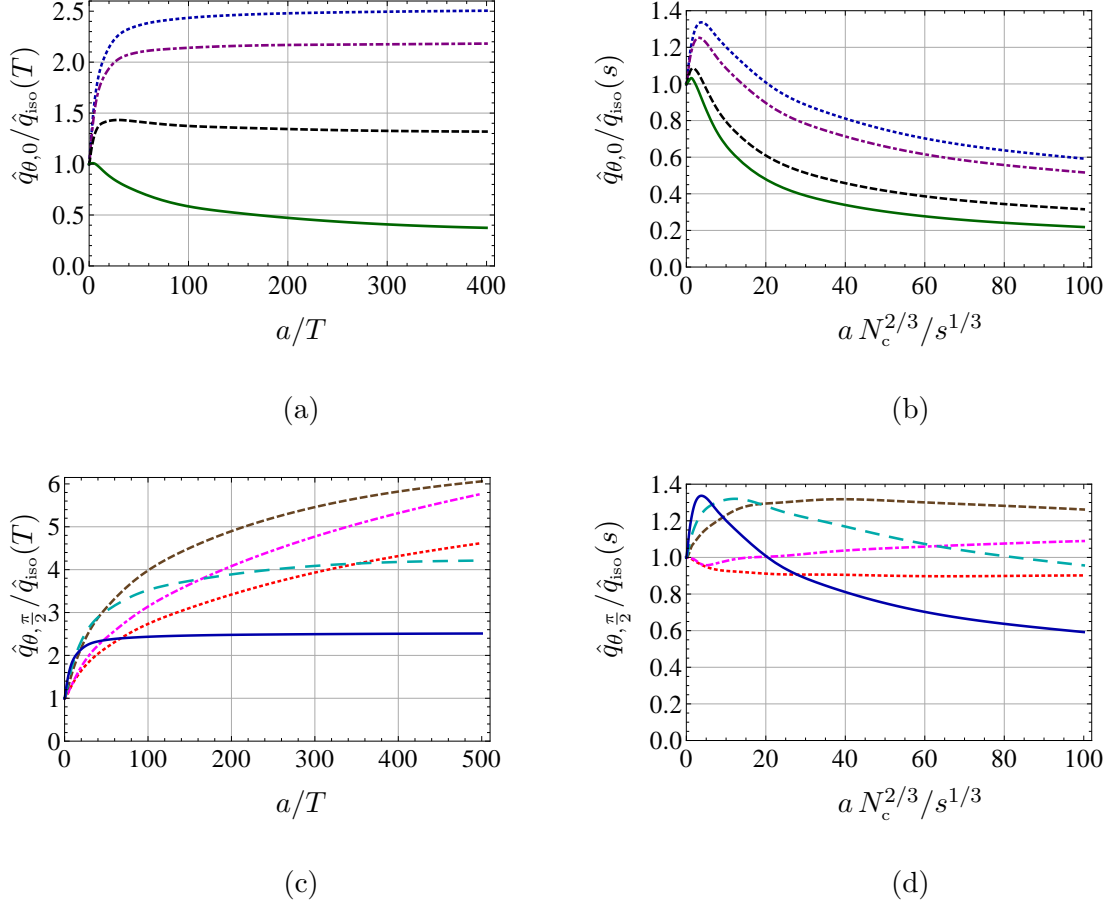 q̂θ,0/q̂iso(T)
2.5
2.0
1.5
1.0
0.5
0.0
0 100 200 300 400
a/T
(a)
q̂θ,0/q̂iso(s)
1.4
1.2
1.0
0.8
0.6
0.4
0.2
0.0
0 20 40 60 80 100
a Nc^2/3/s^1/3
(b)
q̂θ,π/2/q̂iso(T)
6
5
4
3
2
1
0
0 100 200 300 400 500
a/T
(c)
q̂θ,π/2/q̂iso(s)
1.4
1.2
1.0
0.8
0.6
0.4
0.2
0.0
0 20 40 60 80 100
a Nc^2/3/s^1/3
(d)